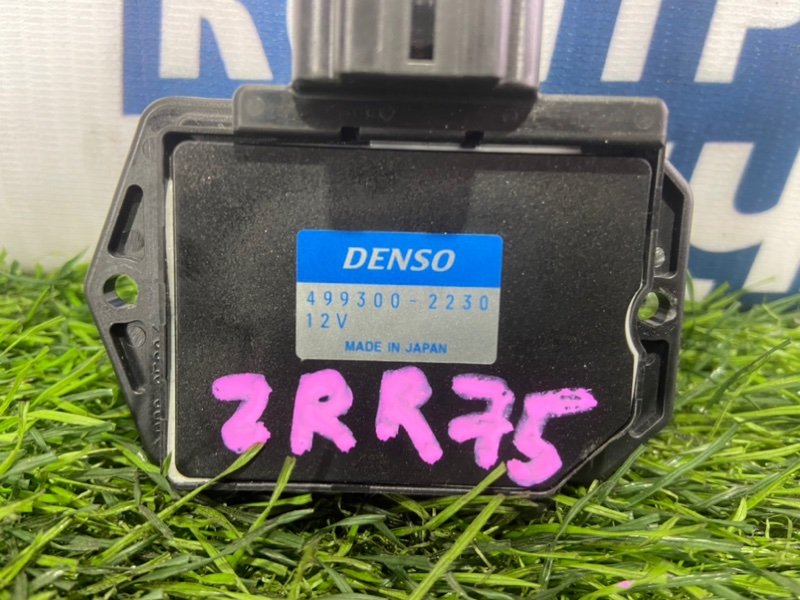 DENSO
499300-2230
12V
MADE IN JAPAN
ZRR75